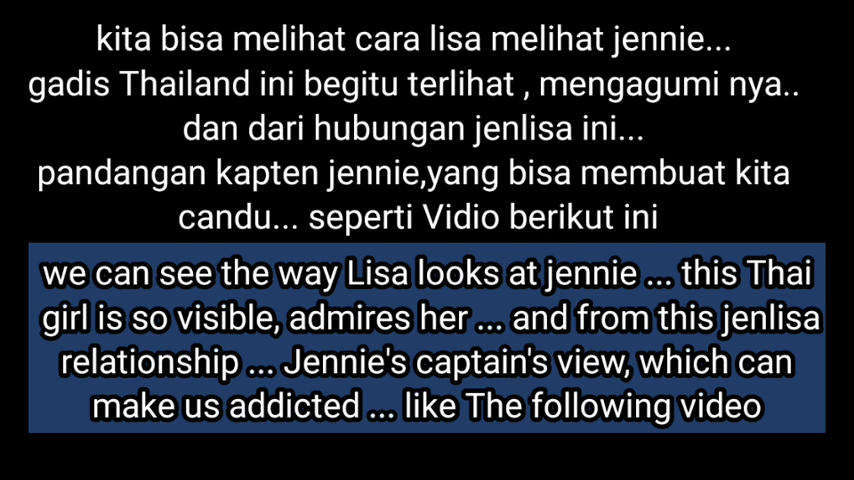 kita bisa melihat cara lisa melihat jennie...
gadis Thailand ini begitu terlihat , mengagumi nya..
dan dari hubungan jenlisa ini...
pandangan kapten jennie,yang bisa membuat kita
candu... seperti Vidio berikut ini
we can see the way Lisa looks at jennie ... this Thai
girl is so visible, admires her ... and from this jenlisa
relationship ... Jennie's captain's view, which can
make us addicted ... like The following video